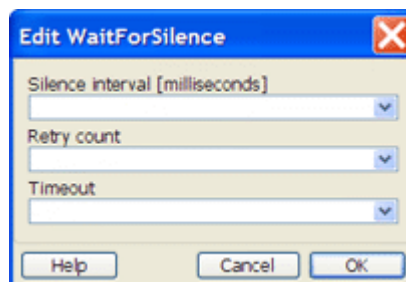 Edit WaitForSilence
Silence interval [milliseconds]
Retry count
Timeout
Help Cancel OK